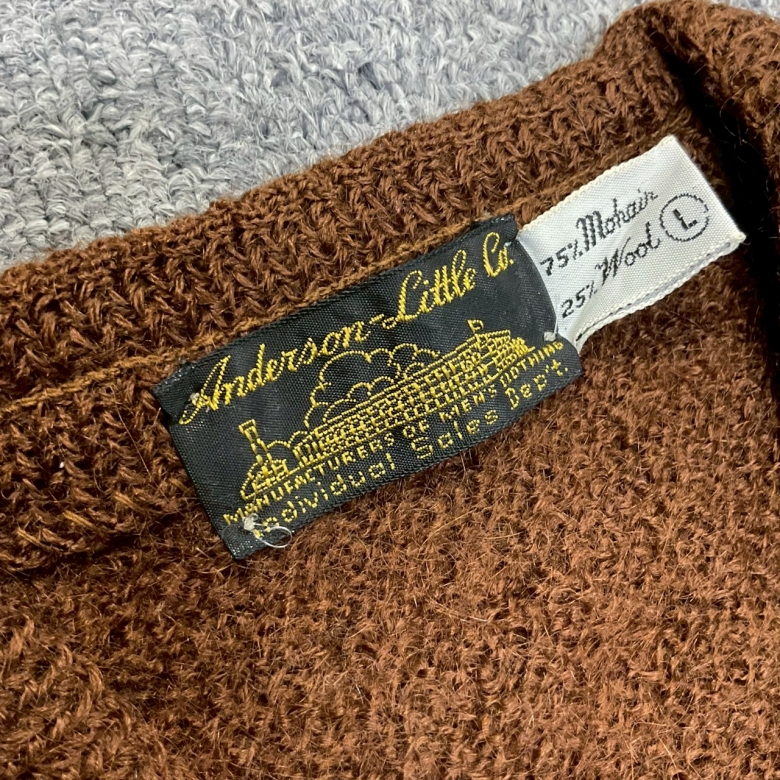 Anderson-Little Co.
MANUFACTURERS OF MEN'S CLOTHING
Individual Sales Dep't.
75% Mohair
25% Wool
L